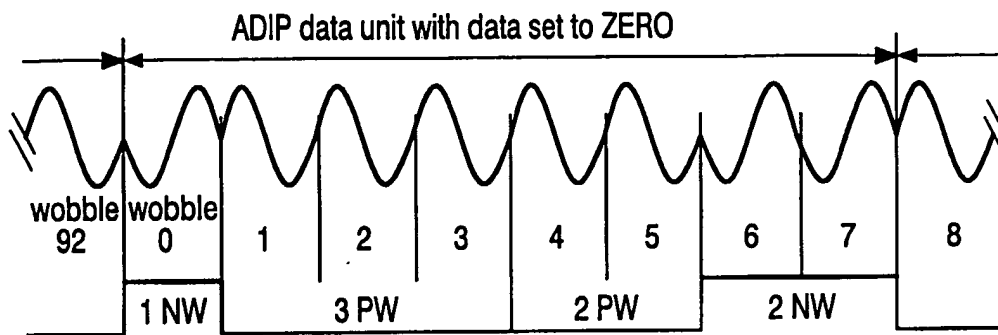 ADIP data unit with data set to ZERO
wobble wobble
92 0 1 2 3 4 5 6 7 8
1 NW 3 PW 2 PW 2 NW